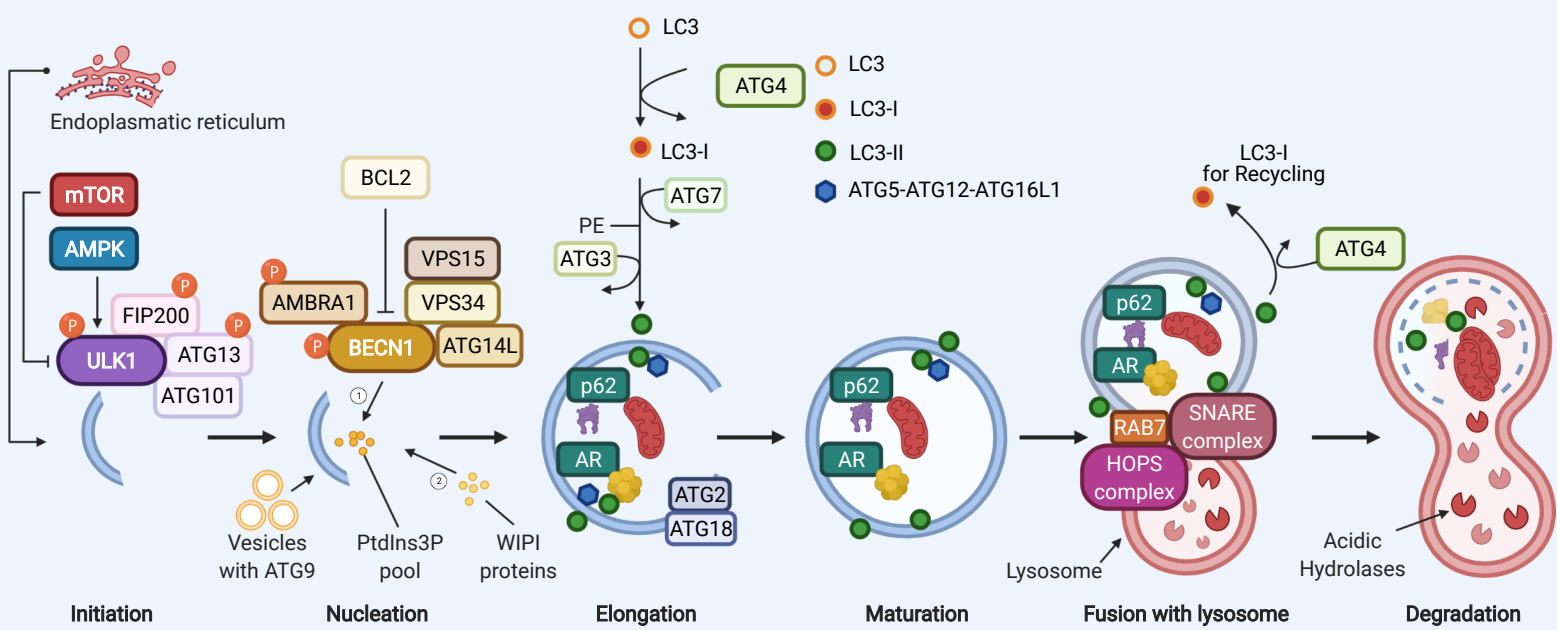 Endoplasmatic reticulum
mTOR
AMPK
P
FIP200
P
P
ULK1
ATG13
ATG101
BCL2
P
AMBRA1
VPS15
VPS34
P
BECN1
ATG14L
1
2
Vesicles
with ATG9
PtdIns3P
pool
WIPI
proteins
LC3
ATG4
LC3-I
ATG7
PE
ATG3
LC3
LC3-I
LC3-II
ATG5-ATG12-ATG16L1
p62
AR
ATG2
ATG18
p62
AR
LC3-I
for Recycling
ATG4
p62
AR
RAB7
SNARE
complex
HOPS
complex
Lysosome
Acidic
Hydrolases
Initiation
Nucleation
Elongation
Maturation
Fusion with lysosome
Degradation